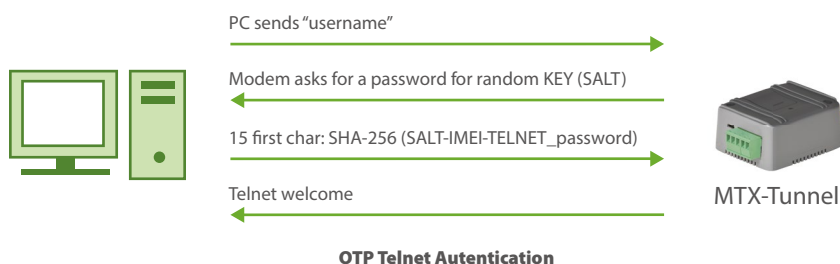 PC sends “username”
Modem asks for a password for random KEY (SALT)
15 first char: SHA-256 (SALT-IMEI-TELNET_password)
Telnet welcome
MTX-Tunnel
OTP Telnet Autentication